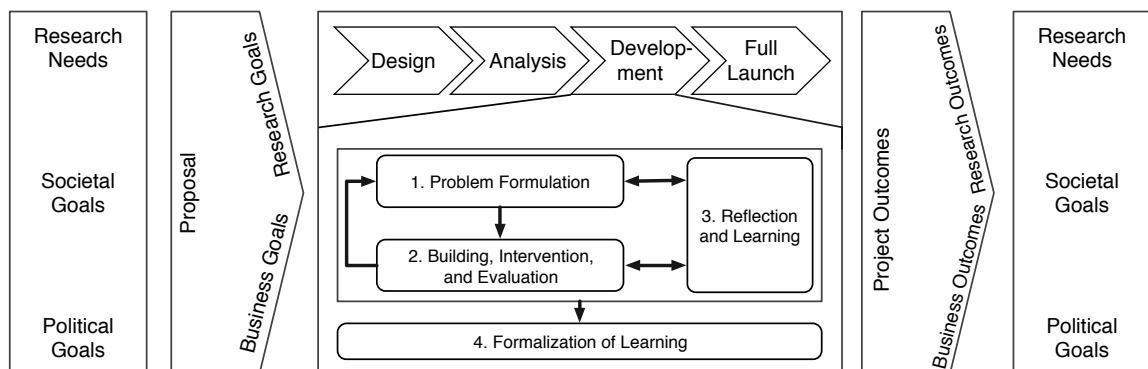 Research
Needs
Societal
Goals
Political
Goals
Proposal
Research Goals
Business Goals
Design
Analysis
Develop-
ment
Full
Launch
1. Problem Formulation
2. Building, Intervention,
and Evaluation
3. Reflection
and Learning
4. Formalization of Learning
Project Outcomes
Research Outcomes
Business Outcomes
Research
Needs
Societal
Goals
Political
Goals